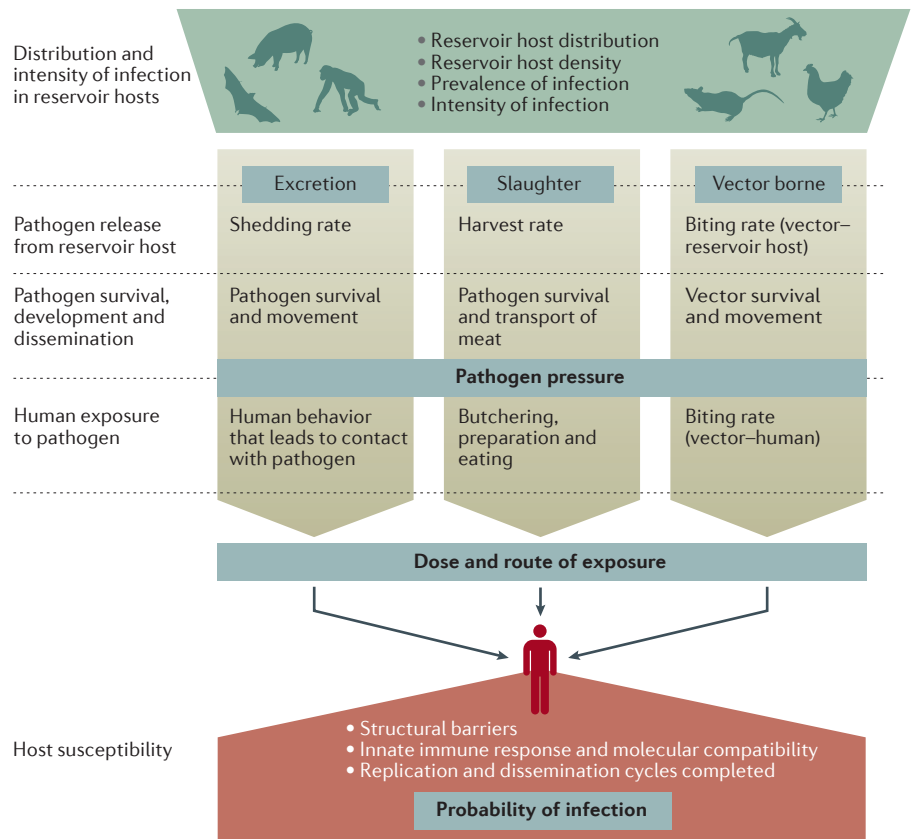 Distribution and
intensity of infection
in reservoir hosts
• Reservoir host distribution
• Reservoir host density
• Prevalence of infection
• Intensity of infection
Excretion
Slaughter
Vector borne
Pathogen release
from reservoir host
Shedding rate
Harvest rate
Biting rate (vector–
reservoir host)
Pathogen survival,
development and
dissemination
Pathogen survival
and movement
Pathogen survival
and transport of
meat
Vector survival
and movement
Pathogen pressure
Human exposure
to pathogen
Human behavior
that leads to contact
with pathogen
Butchering,
preparation and
eating
Biting rate
(vector–human)
Dose and route of exposure
Host susceptibility
• Structural barriers
• Innate immune response and molecular compatibility
• Replication and dissemination cycles completed
Probability of infection